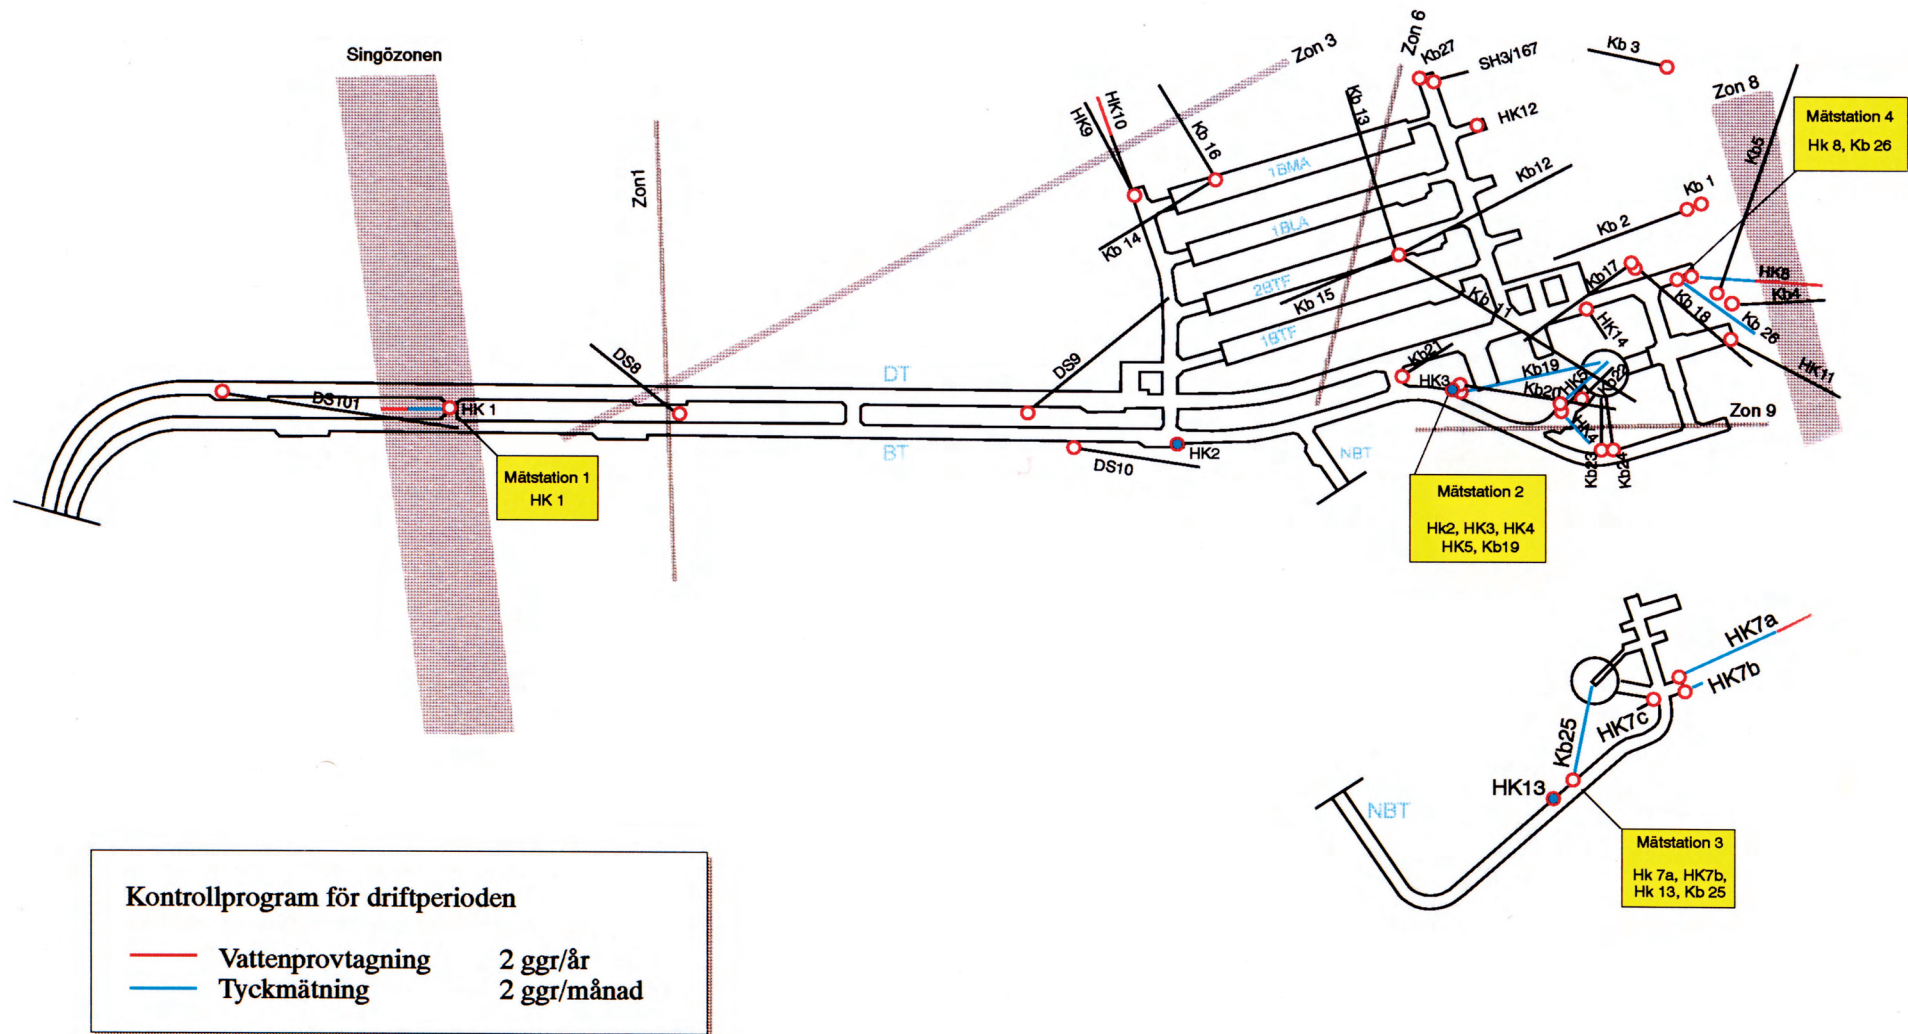 Singözonen
Zon1
Zon 3
Zon 6
Kb27
SH3/167
Kb 3
Zon 8
Mätstation 4
Hk 8, Kb 26
HK9
HK10
Kb 16
Kb 13
HK12
Kb5
1BMA
Kb12
Kb 1
Kb 2
1BLA
Kb 14
Kb17
HK8
2BTF
Kb 15
Kb 11
Kb 18
Kb4
Kb 26
HK14
1BTF
DS8
DS9
Kb21
Kb19
HK11
DT
HK3
Kb20
HK5
Kb22
DS101
HK 1
Zon 9
HK4
BT
HK2
NBT
DS10
Kb23
Kb24
Mätstation 1
HK 1
Mätstation 2
Hk2, HK3, HK4
HK5, Kb19
HK7a
HK7b
HK7c
Kb25
HK13
NBT
Mätstation 3
Hk 7a, HK7b,
Hk 13, Kb 25
Kontrollprogram för driftperioden
Vattenprovtagning 2 ggr/år
Tyckmätning 2 ggr/månad